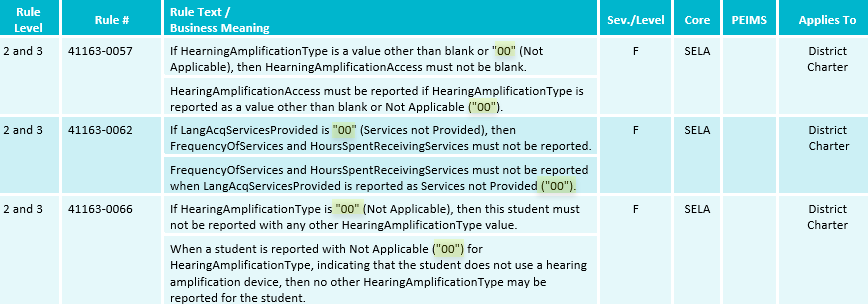 Rule Level Rule # Rule Text / Business Meaning Sev./Level Core PEIMS Applies To
2 and 3 41163-0057 If HearningAmplificationType is a value other than blank or "00" (Not F SELA District
Applicable), then HearningAmplificationAccess must not be blank. Charter
HearingAmplificationAccess must be reported if HearingAmplificationType is
reported as a value other than blank or Not Applicable ("00").
2 and 3 41163-0062 If LangAcqServicesProvided is "00" (Services not Provided), then F SELA District
FrequencyOfServices and HoursSpentReceivingServices must not be reported. Charter
FrequencyOfServices and HoursSpentReceivingServices must not be reported
when LangAcqServicesProvided is reported as Services not Provided ("00").
2 and 3 41163-0066 If HearingAmplificationType is "00" (Not Applicable), then this student must F SELA District
not be reported with any other HearingAmplificationType value. Charter
When a student is reported with Not Applicable ("00") for
HearingAmplificationType, indicating that the student does not use a hearing
amplification device, then no other HearingAmplificationType may be
reported for the student.